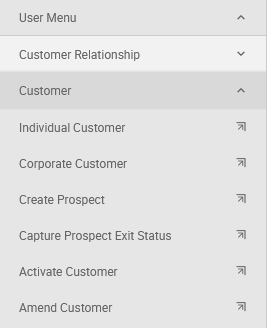 User Menu
Customer Relationship
Customer
Individual Customer
Corporate Customer
Create Prospect
Capture Prospect Exit Status
Activate Customer
Amend Customer